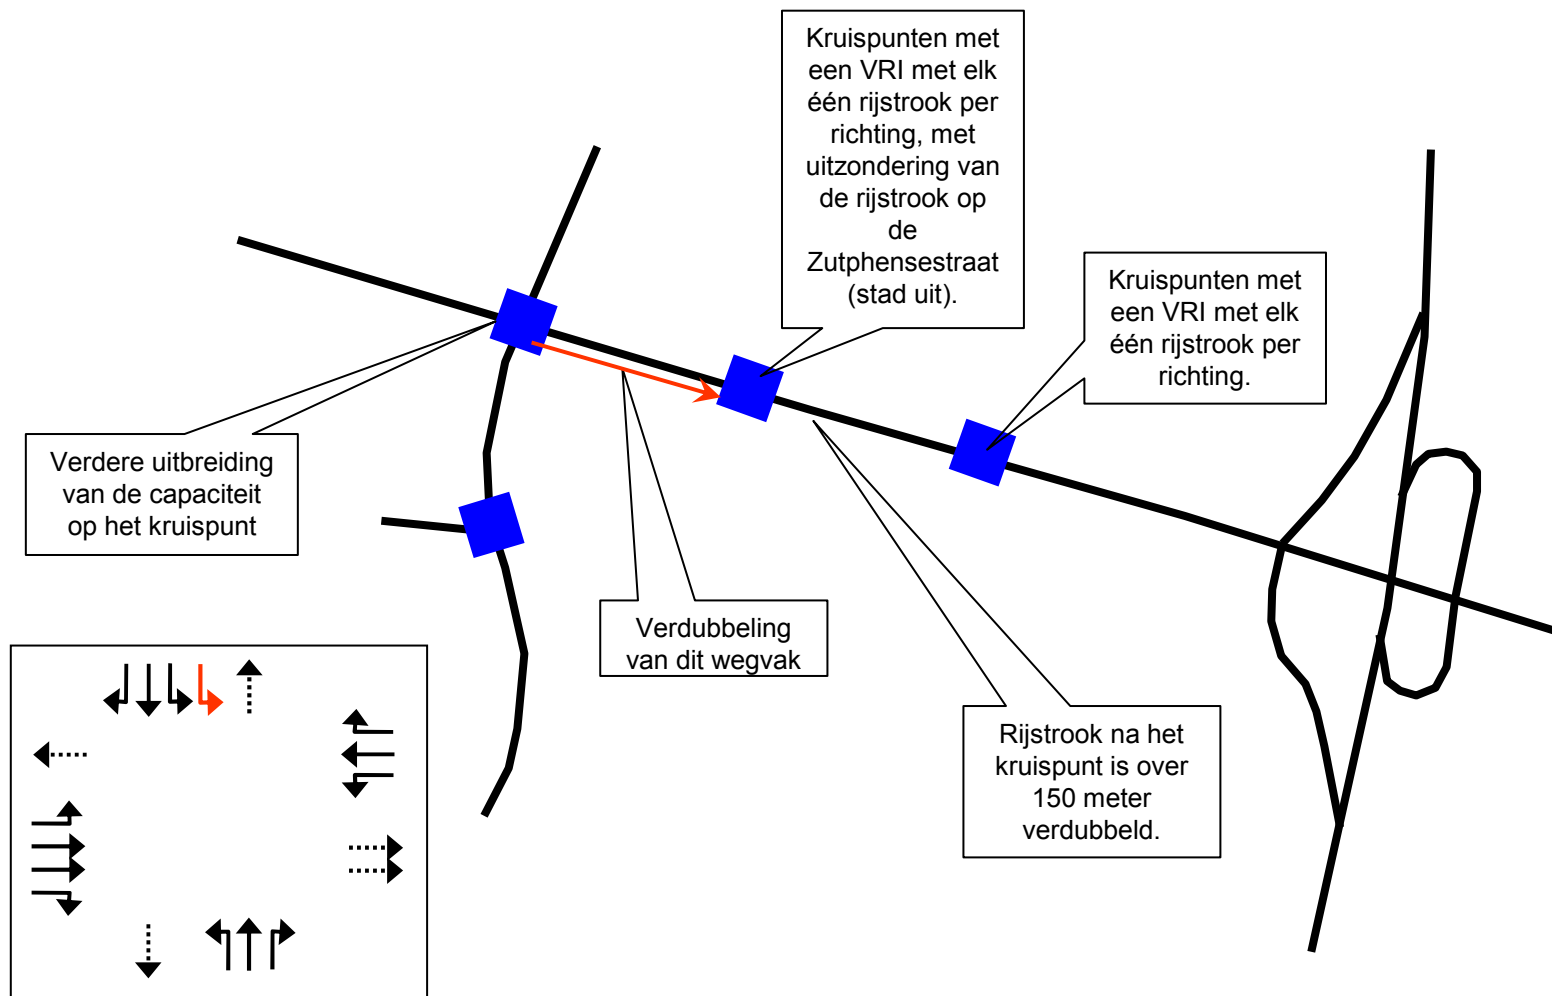 Kruispunten met
een VRI met elk
één rijstrook per
richting, met
uitzondering van
de rijstrook op
de
Zutphensestraat
(stad uit).
Kruispunten met
een VRI met elk
één rijstrook per
richting.
Verdere uitbreiding
van de capaciteit
op het kruispunt
Verdubbeling
van dit wegvak
Rijstrook na het
kruispunt is over
150 meter
verdubbeld.